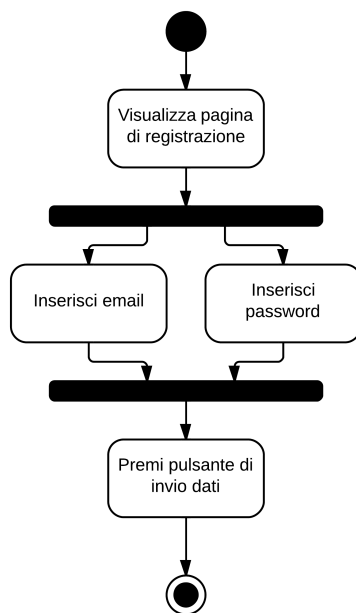 Visualizza pagina
di registrazione
Inserisci email
Inserisci
password
Premi pulsante di
invio dati